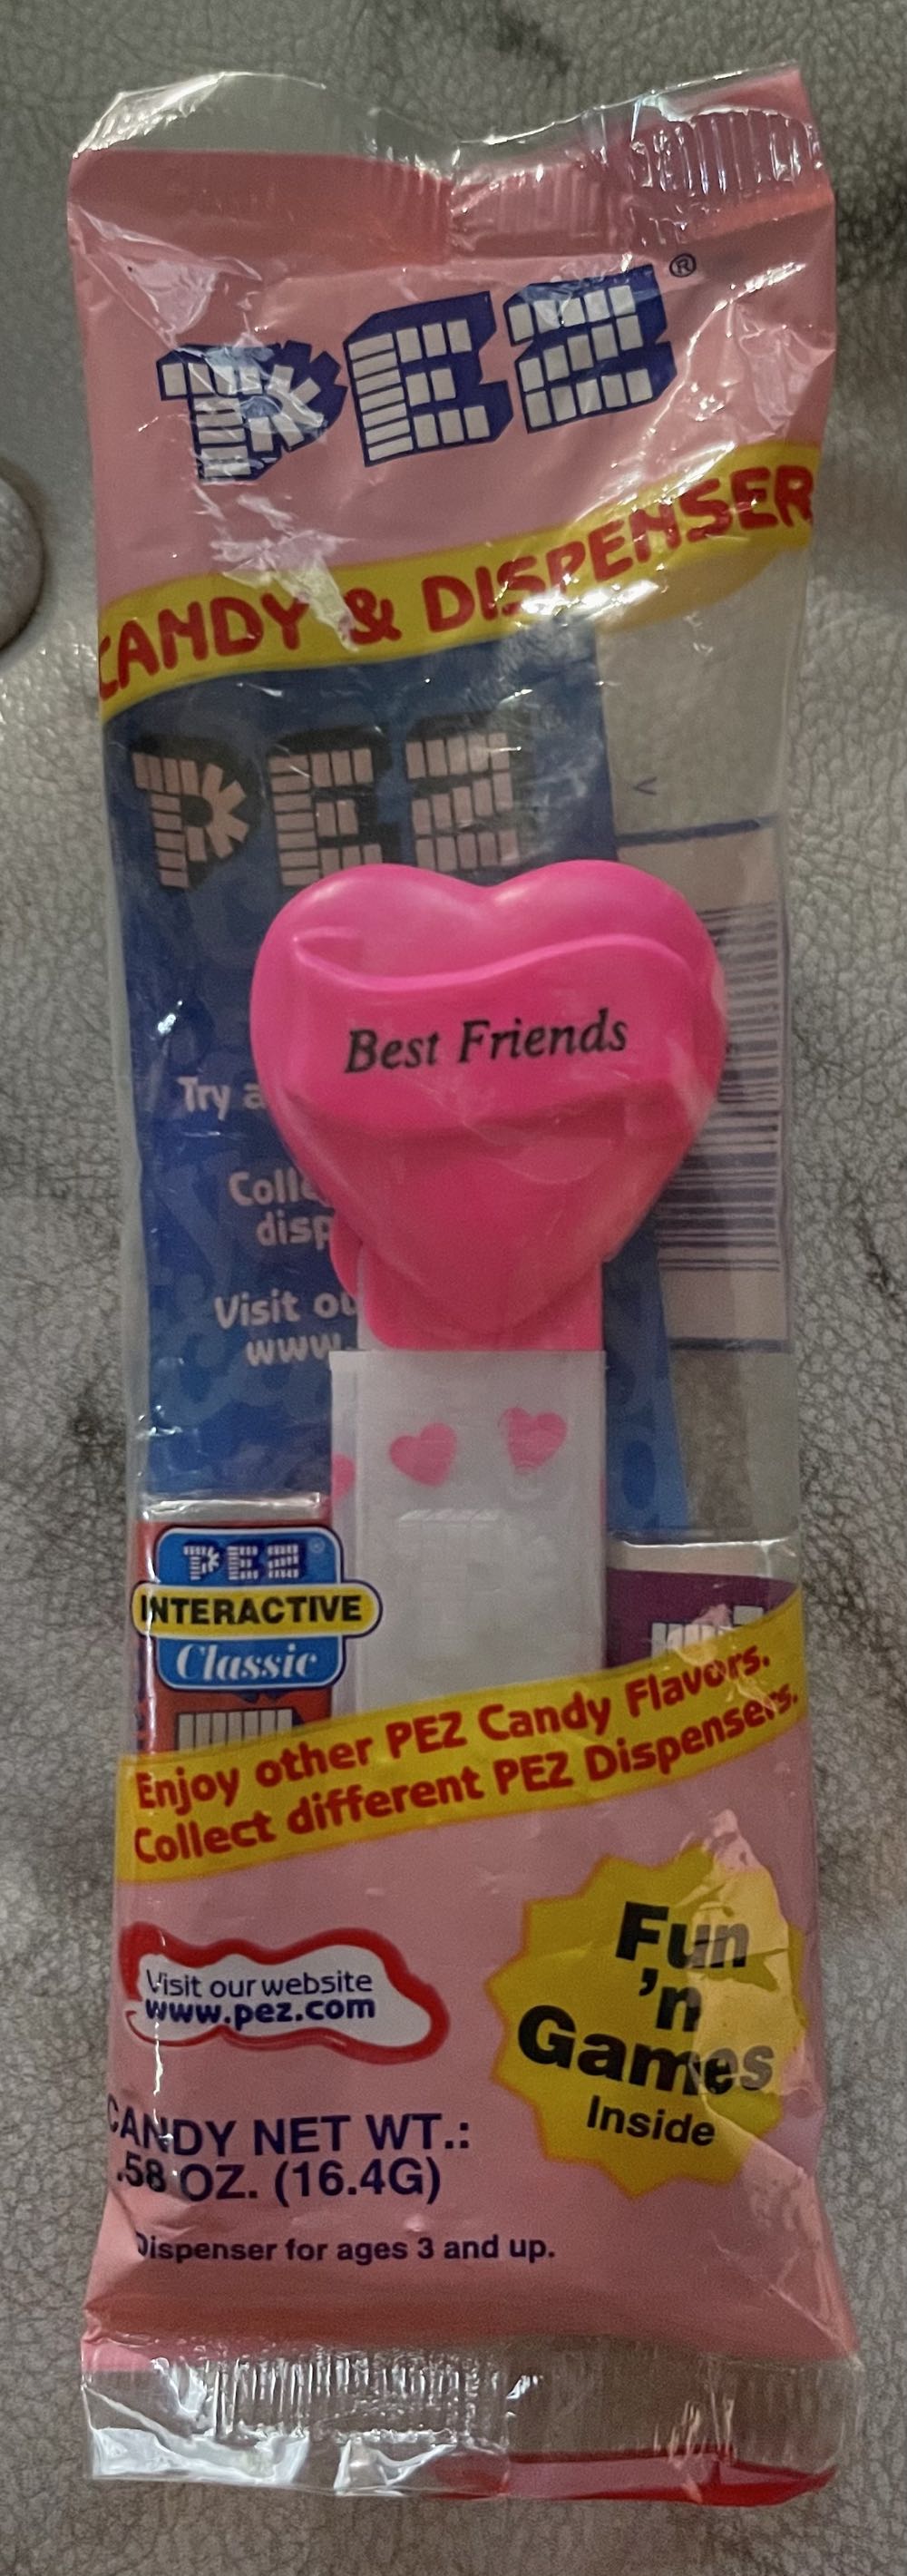 PEZ®
CANDY & DISPENSER
PEZ
Best Friends
Try a
Colle
disp
Visit ou
www.
PEZ®
INTERACTIVE
Classic
Enjoy other PEZ Candy Flavors.
Collect different PEZ Dispensers.
Fun
'n
Games
Inside
Visit our website
www.pez.com
CANDY NET WT.:
.58 OZ. (16.4G)
Dispenser for ages 3 and up.